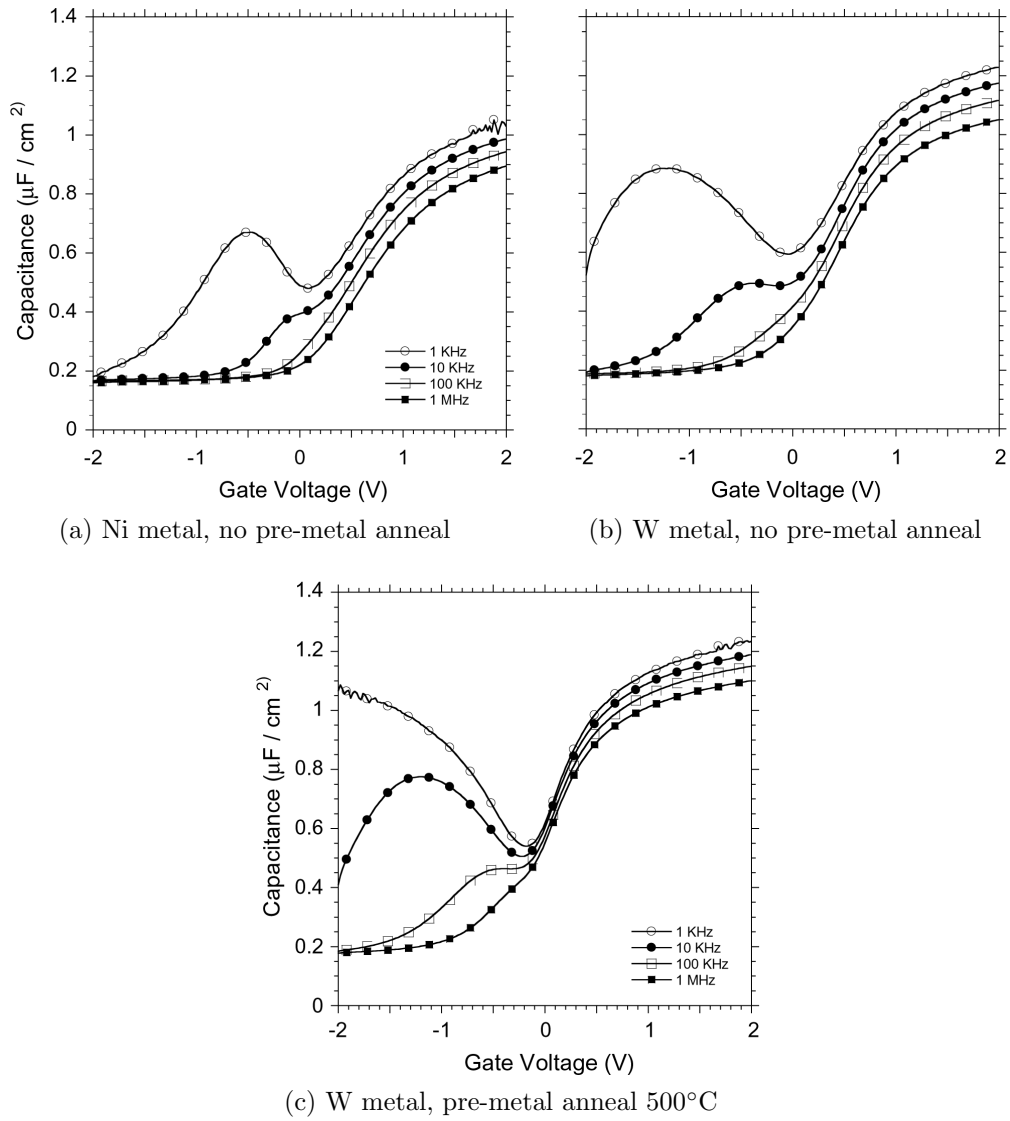 1.4
1.2
1
0.8
0.6
0.4
0.2
0
Capacitance (µF / cm 2)
1 KHz
10 KHz
100 KHz
1 MHz
-2 -1 0 1 2
-2 -1 0 1 2
Gate Voltage (V)
Gate Voltage (V)
(a) Ni metal, no pre-metal anneal
(b) W metal, no pre-metal anneal
1.4
1.2
1
0.8
0.6
0.4
0.2
0
Capacitance (µF / cm 2)
1 KHz
10 KHz
100 KHz
1 MHz
-2 -1 0 1 2
Gate Voltage (V)
(c) W metal, pre-metal anneal 500°C